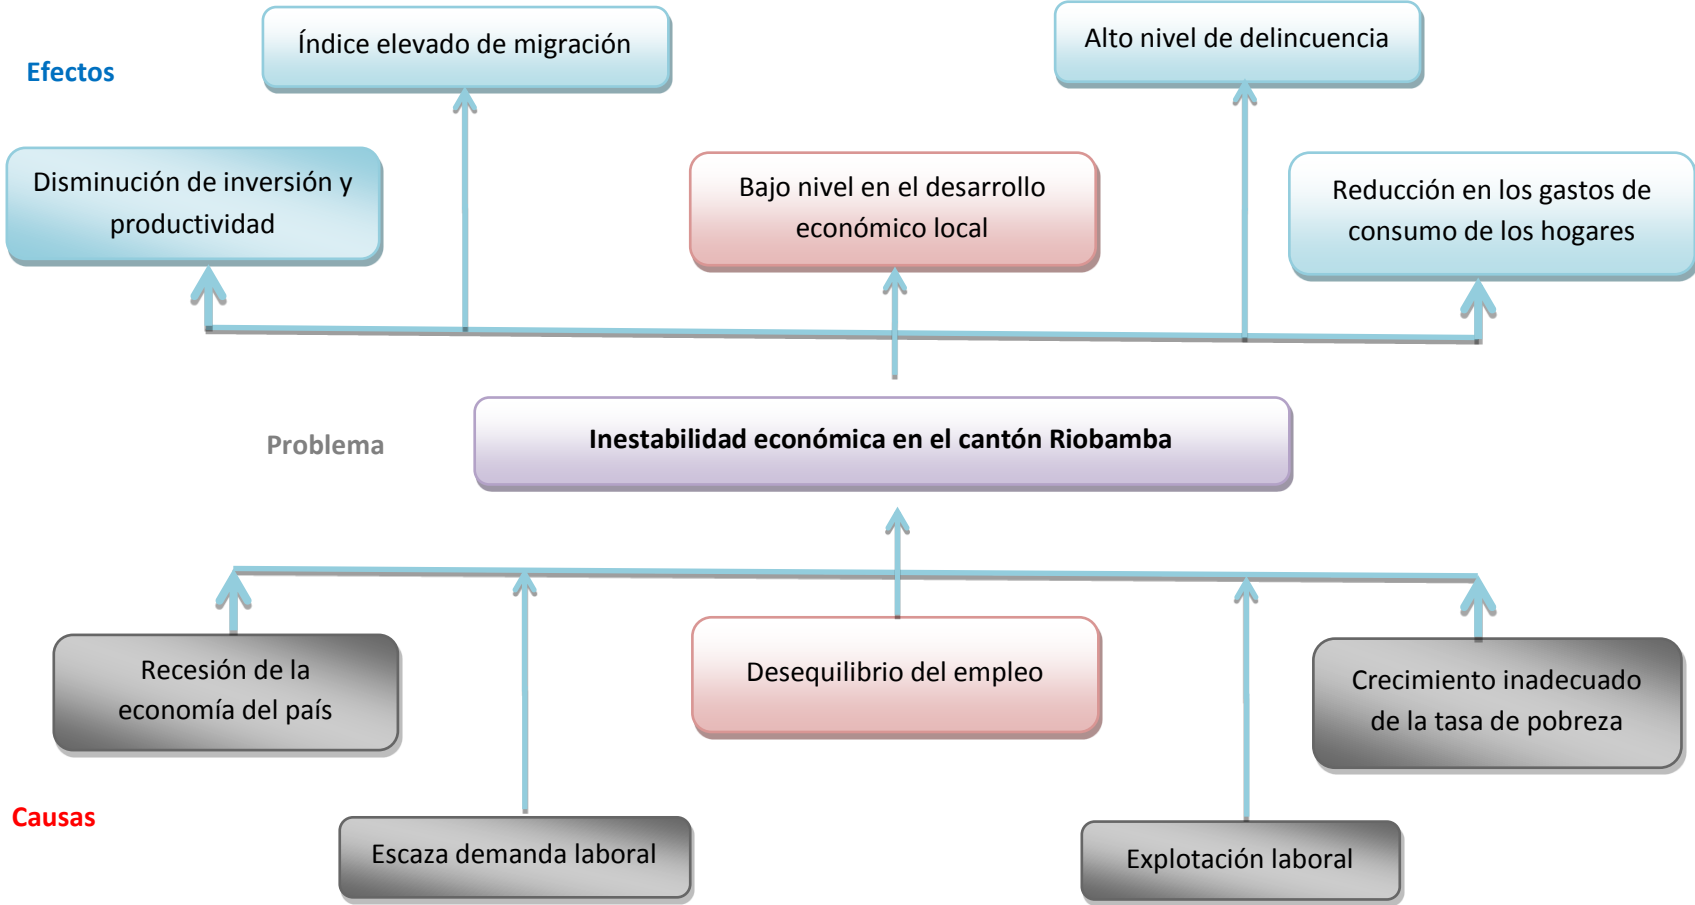 Índice elevado de migración
Alto nivel de delincuencia
Efectos
Disminución de inversión y
productividad
Bajo nivel en el desarrollo
económico local
Reducción en los gastos de
consumo de los hogares
Problema
Inestabilidad económica en el cantón Riobamba
Recesión de la
economía del país
Desequilibrio del empleo
Crecimiento inadecuado
de la tasa de pobreza
Causas
Escaza demanda laboral
Explotación laboral